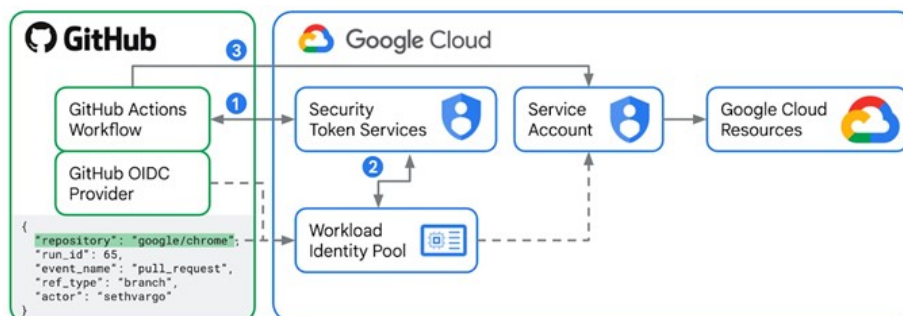 GitHub
Google Cloud
3
GitHub Actions
Workflow
1
Security
Token Services
Service
Account
Google Cloud
Resources
GitHub OIDC
Provider
2
Workload
Identity Pool
{
"repository": "google/chrome",
"run_id": 65,
"event_name": "pull_request",
"ref_type": "branch",
"actor": "sethvargo"
}